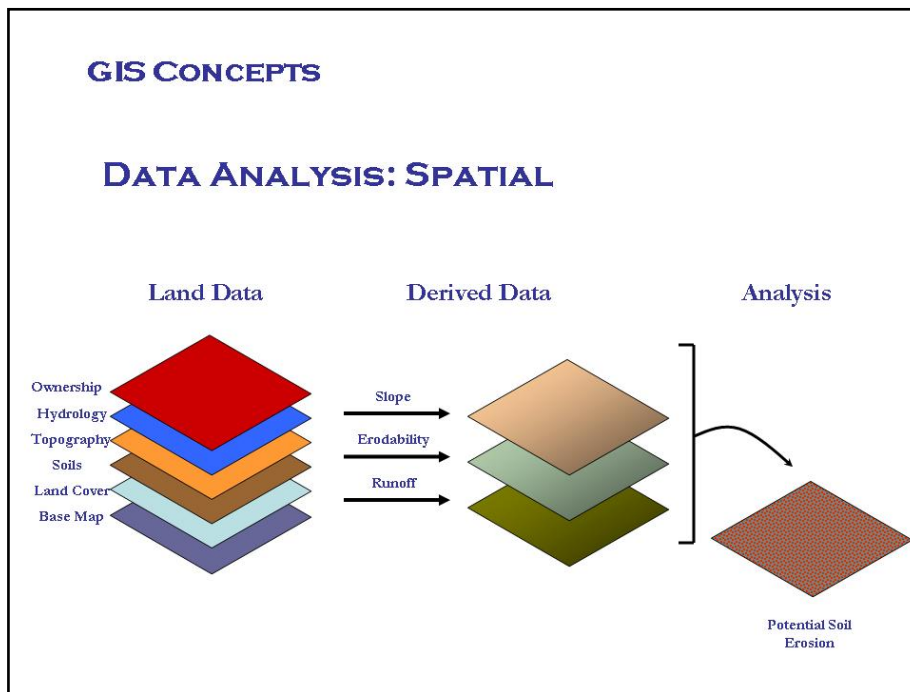 GIS Concepts
Data Analysis: Spatial
Land Data
Derived Data
Analysis
Ownership
Hydrology
Topography
Soils
Land Cover
Base Map
Slope
Erodability
Runoff
Potential Soil
Erosion